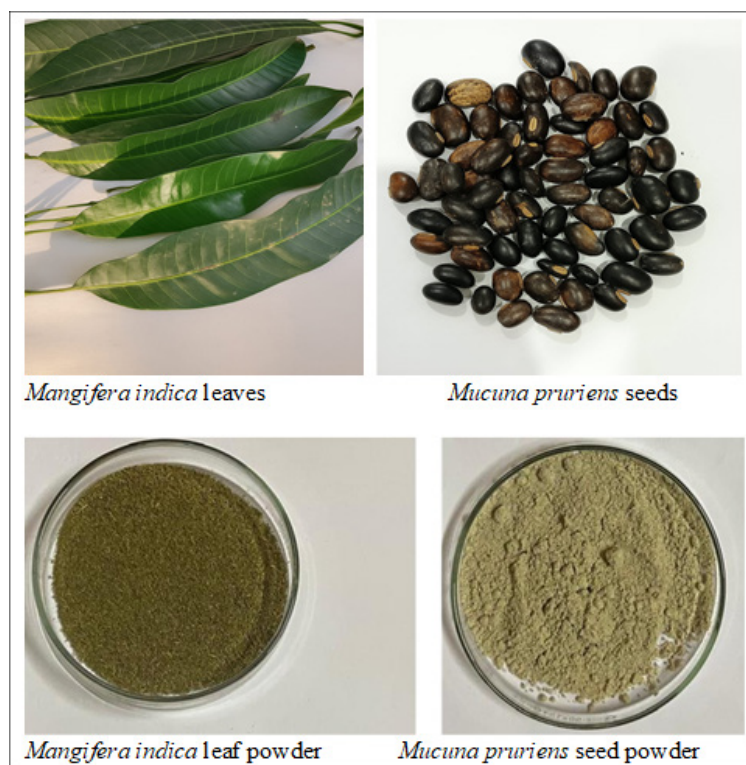 Mangifera indica leaves
Mucuna pruriens seeds
Mangifera indica leaf powder
Mucuna pruriens seed powder